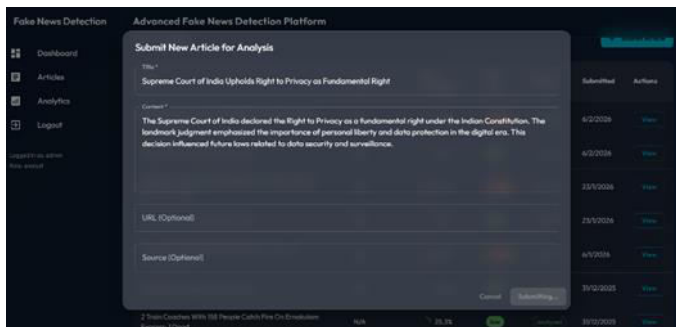 Fake News Detection
Advanced Fake News Detection Platform
Dashboard
Articles
Analytics
Logout
Logged in as: admin
Submit New Article for Analysis
Title *
Supreme Court of India Upholds Right to Privacy as Fundamental Right
Content *
The Supreme Court of India declared the Right to Privacy as a fundamental right under the Indian Constitution. The
landmark judgment emphasized the importance of personal liberty and data protection in the digital era. This
decision influenced future laws related to data security and surveillance.
URL (Optional)
Source (Optional)
Cancel
Submitting...
Submitted Actions
6/2/2026 View
6/2/2026 View
23/1/2026 View
23/1/2026 View
6/1/2026 View
31/12/2025 View
2 Train Coaches With 158 People Catch Fire On Ernakulam
N/A
31/12/2025 View